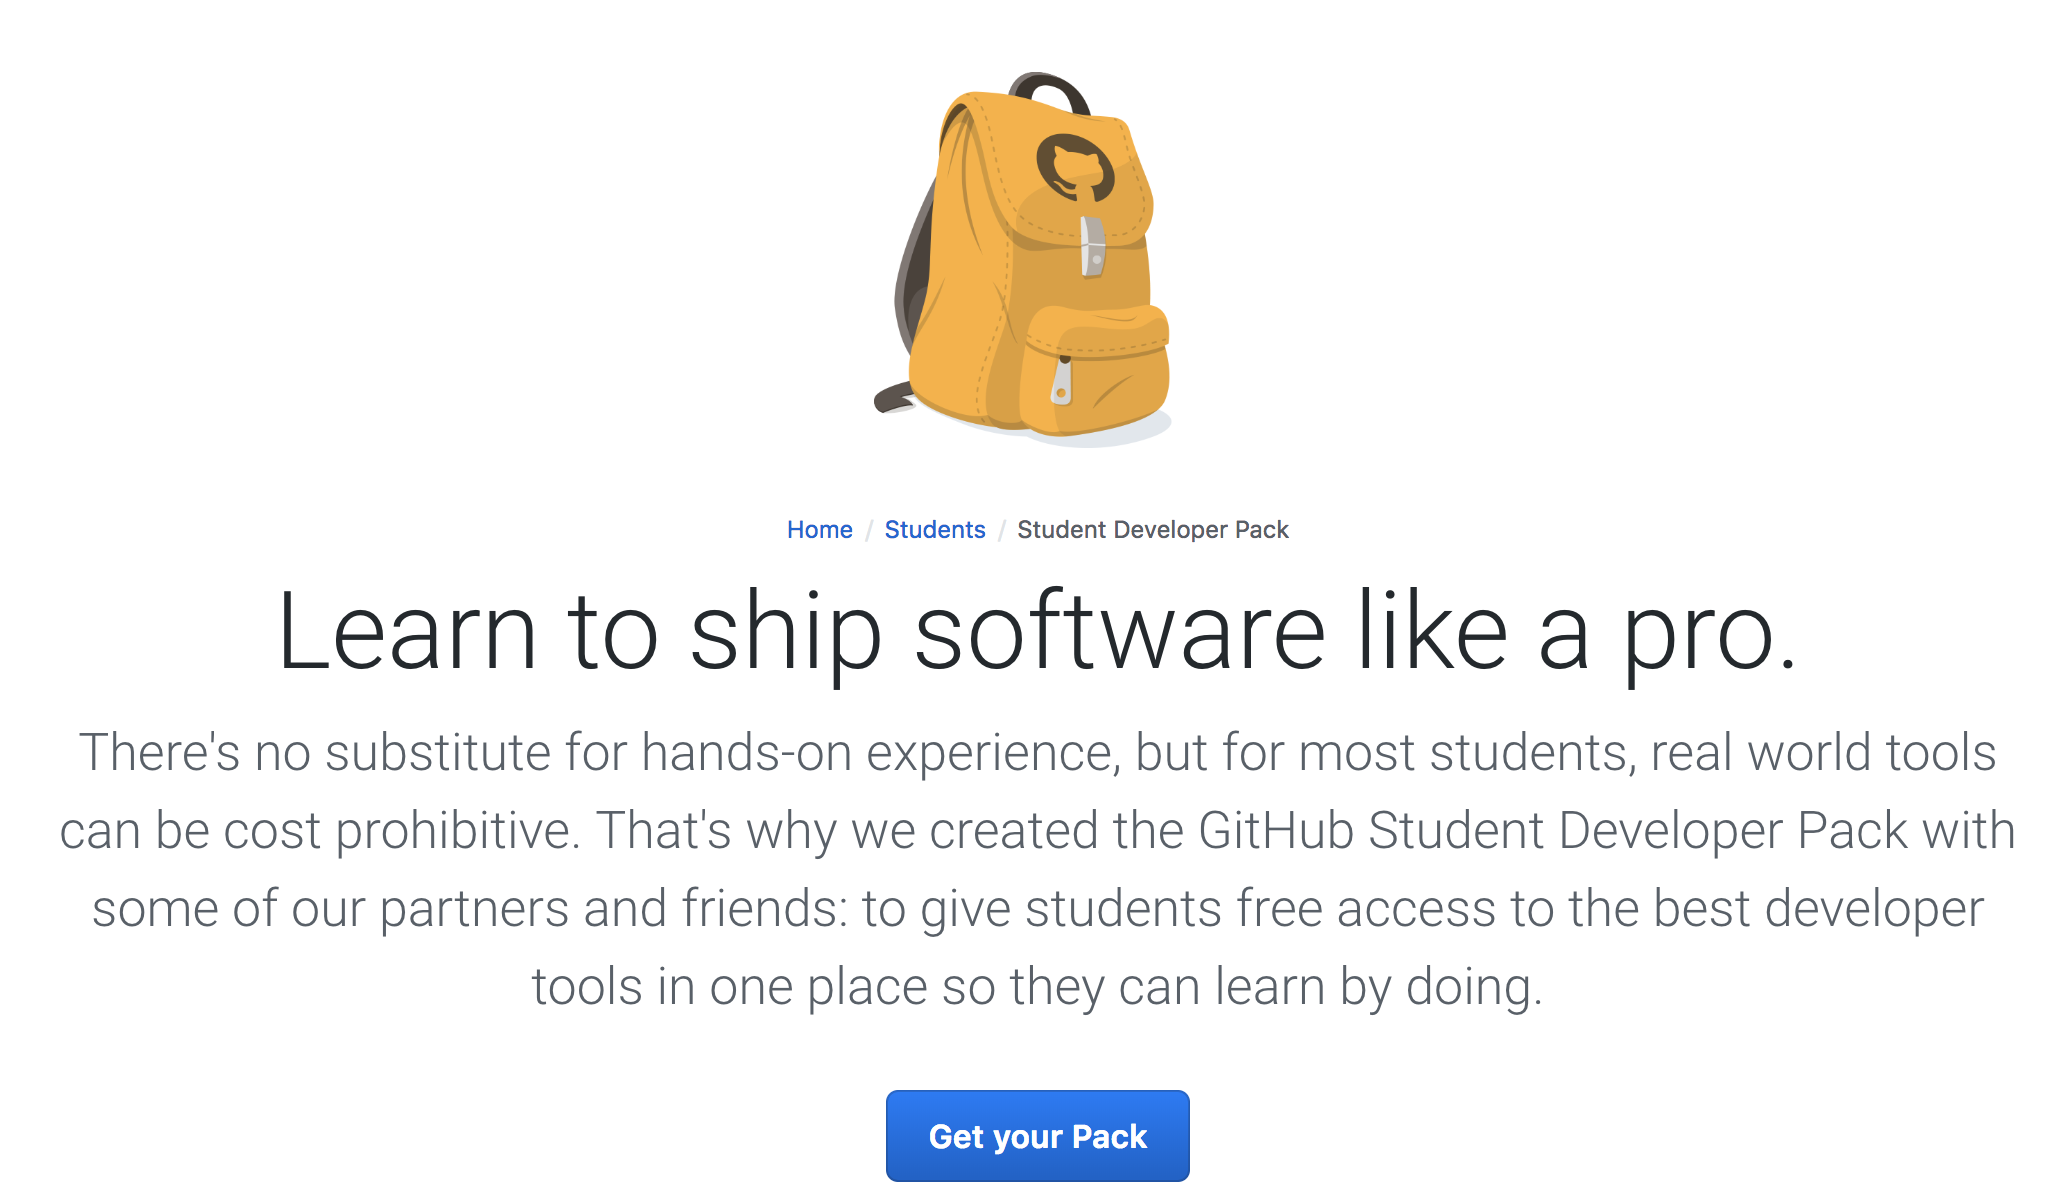 Home / Students / Student Developer Pack
Learn to ship software like a pro.
There's no substitute for hands-on experience, but for most students, real world tools
can be cost prohibitive. That's why we created the GitHub Student Developer Pack with
some of our partners and friends: to give students free access to the best developer
tools in one place so they can learn by doing.
Get your Pack